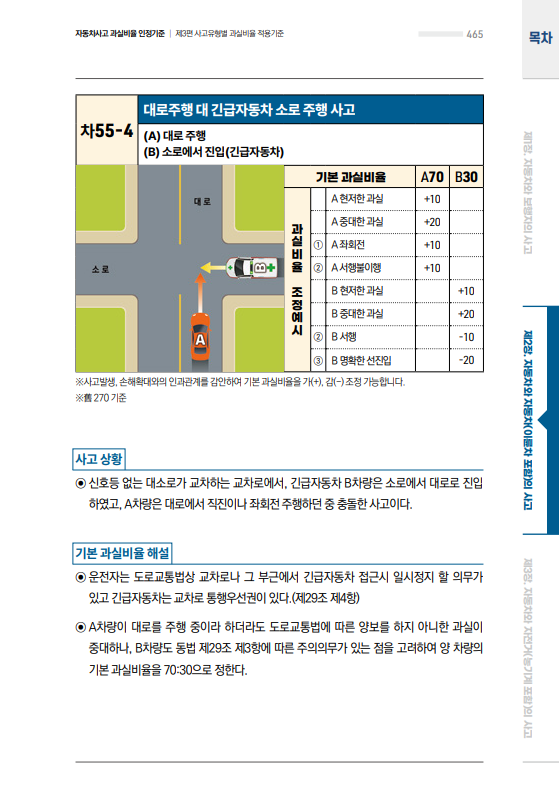 자동차사고 과실비율 인정기준 | 제3편 사고유형별 과실비율 적용기준
465
목차
차55-4
대로주행 대 긴급자동차 소로 주행 사고
(A) 대로 주행
(B) 소로에서 진입(긴급자동차)
대 로
소 로
A
B
기본 과실비율 A70 B30
과실비율 조정예시
A 현저한 과실 +10
A 중대한 과실 +20
① A 좌회전 +10
② A 서행불이행 +10
B 현저한 과실 +10
B 중대한 과실 +20
② B 서행 -10
③ B 명확한 선진입 -20
※사고발생, 손해확대와의 인과관계를 감안하여 기본 과실비율을 가(+), 감(-) 조정 가능합니다.
※舊 270 기준
사고 상황
◉ 신호등 없는 대소로가 교차하는 교차로에서, 긴급자동차 B차량은 소로에서 대로로 진입
하였고, A차량은 대로에서 직진이나 좌회전 주행하던 중 충돌한 사고이다.
기본 과실비율 해설
◉ 운전자는 도로교통법상 교차로나 그 부근에서 긴급자동차 접근시 일시정지 할 의무가
있고 긴급자동차는 교차로 통행우선권이 있다.(제29조 제4항)
◉ A차량이 대로를 주행 중이라 하더라도 도로교통법에 따른 양보를 하지 아니한 과실이
중대하나, B차량도 동법 제29조 제3항에 따른 주의의무가 있는 점을 고려하여 양 차량의
기본 과실비율을 70:30으로 정한다.
제1장. 자동차와 보행자의 사고
제2장. 자동차와 자동차(이륜차 포함)의 사고
제3장. 자동차와 자전거(농기계 포함)의 사고